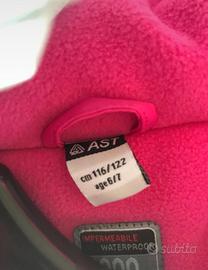 AST
cm 116/122
age 6/7
IMPERMEABILE
WATERPROOF
subito